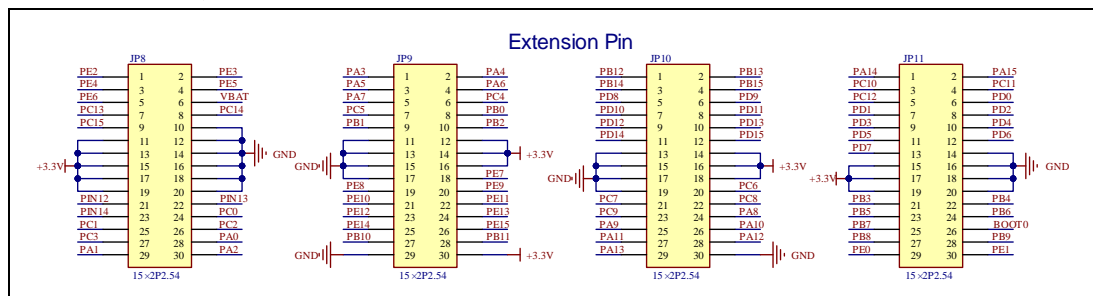 Extension Pin
JP8
PE2 1 2 PE3
PE4 3 4 PE5
PE6 5 6 VBAT
PC13 7 8 PC14
PC15 9 10
11 12
13 14 GND
+3.3V 15 16
17 18
19 20
PIN12 21 22 PIN13
PIN14 23 24 PC0
PC1 25 26 PC2
PC3 27 28 PA0
PA1 29 30 PA2
15×2P2.54
JP9
PA3 1 2 PA4
PA5 3 4 PA6
PA7 5 6 PC4
PC5 7 8 PB0
PB1 9 10 PB2
11 12
13 14 +3.3V
GND 15 16
17 18 PE7
PE8 19 20 PE9
PE10 21 22 PE11
PE12 23 24 PE13
PE14 25 26 PE15
PB10 27 28 PB11
GND 29 30 +3.3V
15×2P2.54
JP10
PB12 1 2 PB13
PB14 3 4 PB15
PD8 5 6 PD9
PD10 7 8 PD11
PD12 9 10 PD13
PD14 11 12 PD15
13 14
15 16 +3.3V
GND 17 18
19 20 PC6
PC7 21 22 PC8
PC9 23 24 PA8
PA9 25 26 PA10
PA11 27 28 PA12
PA13 29 30 GND
15×2P2.54
JP11
PA14 1 2 PA15
PC10 3 4 PC11
PC12 5 6 PD0
PD1 7 8 PD2
PD3 9 10 PD4
PD5 11 12 PD6
PD7 13 14
15 16 GND
+3.3V 17 18
19 20
PB3 21 22 PB4
PB5 23 24 PB6
PB7 25 26 BOOT0
PB8 27 28 PB9
PE0 29 30 PE1
15×2P2.54